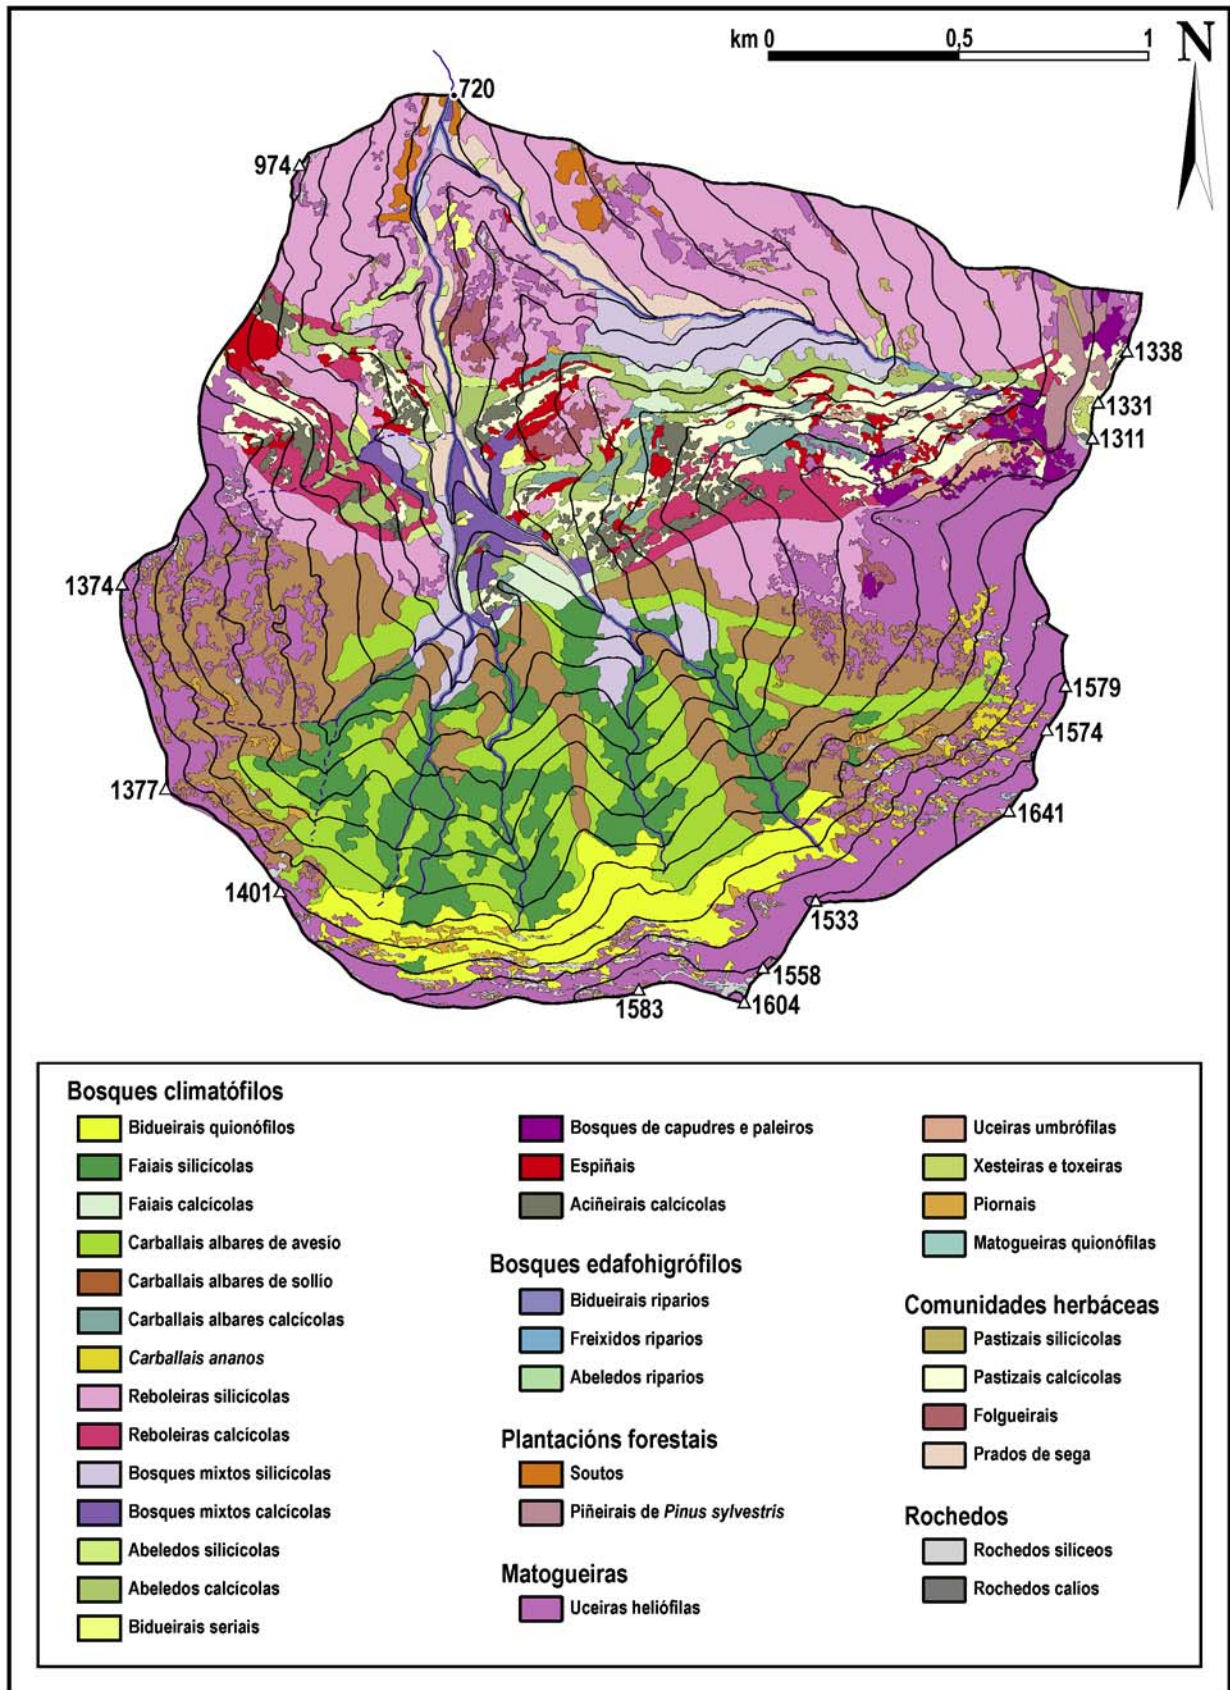 km 0 0,5 1 N
720
974
1338
1331
1311
1374
1579
1574
1377
1641
1401
1533
1558
1583
1604
Bosques climatófilos
Bidueirais quionófilos
Faiais silicícolas
Faiais calcícolas
Carballais albares de avesío
Carballais albares de sollío
Carballais albares calcícolas
Carballais ananos
Reboleiras silicícolas
Reboleiras calcícolas
Bosques mixtos silicícolas
Bosques mixtos calcícolas
Abeledos silicícolas
Abeledos calcícolas
Bidueirais seriais
Bosques de capudres e paleiros
Espiñais
Aciñeirais calcícolas
Bosques edafohigrófilos
Bidueirais riparios
Freixidos riparios
Abeledos riparios
Plantacións forestais
Soutos
Piñeirais de Pinus sylvestris
Matogueiras
Uceiras heliófilas
Uceiras umbrófilas
Xesteiras e toxeiras
Piornais
Matogueiras quionófilas
Comunidades herbáceas
Pastizais silicícolas
Pastizais calcícolas
Folgueirais
Prados de sega
Rochedos
Rochedos silíceos
Rochedos calíos